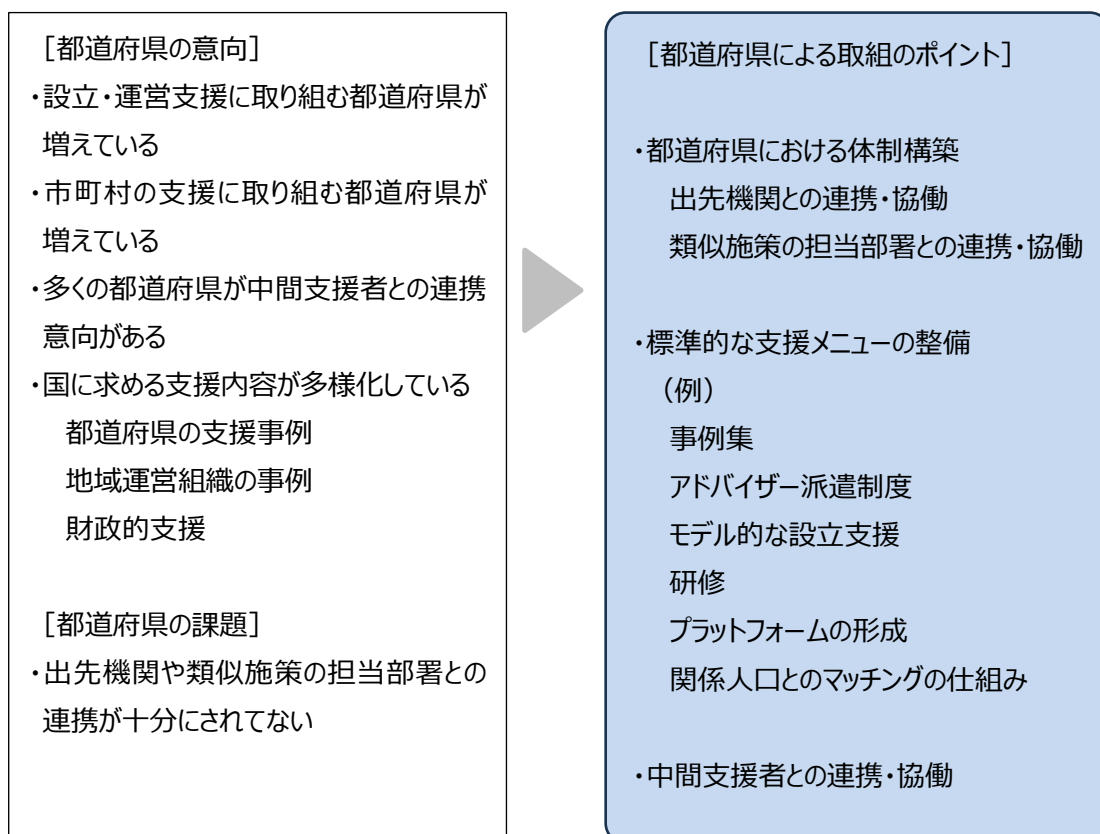 ［都道府県の意向］
・設立・運営支援に取り組む都道府県が
増えている
・市町村の支援に取り組む都道府県が
増えている
・多くの都道府県が中間支援者との連携
意向がある
・国に求める支援内容が多様化している
都道府県の支援事例
地域運営組織の事例
財政的支援
［都道府県の課題］
・出先機関や類似施策の担当部署との
連携が十分にされてない
［都道府県による取組のポイント］
・都道府県における体制構築
出先機関との連携・協働
類似施策の担当部署との連携・協働
・標準的な支援メニューの整備
（例）
事例集
アドバイザー派遣制度
モデル的な設立支援
研修
プラットフォームの形成
関係人口とのマッチングの仕組み
・中間支援者との連携・協働